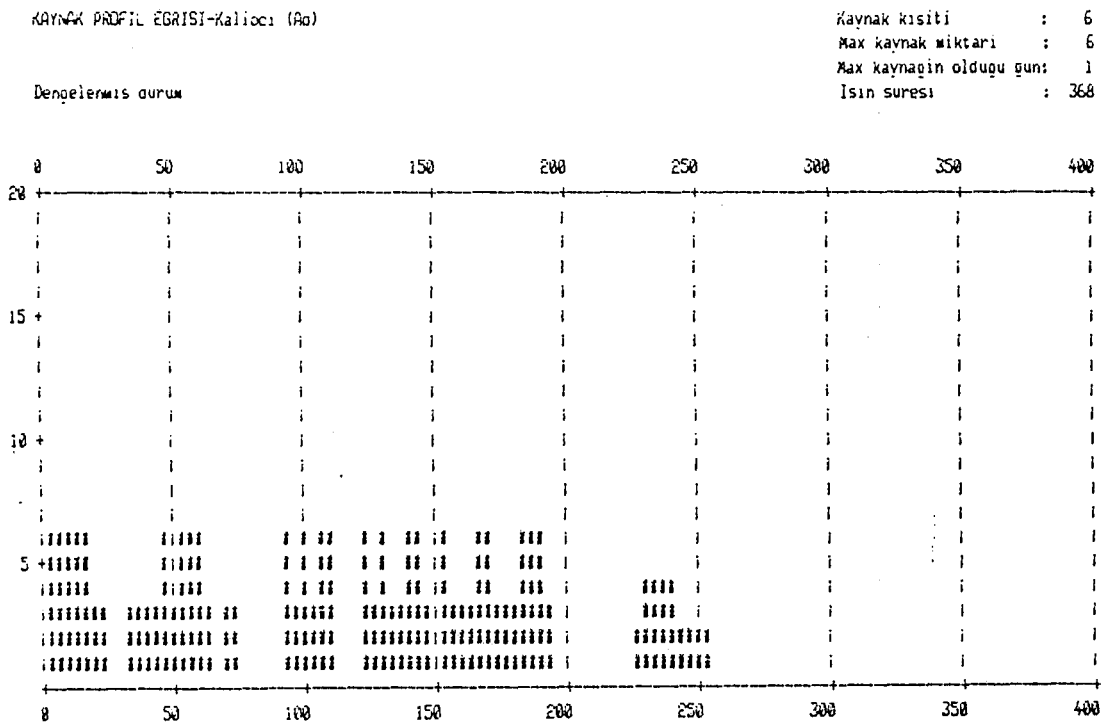 KAYNAK PROFIL EGRISI-Kalipci (Ad)
Kaynak kisiti : 6
Max kaynak miktari : 6
Max kaynagin oldugu gun: 1
Dengelenmis durum
Isin suresi : 368
0 50 100 150 200 250 300 350 400
20
15
10
5
0 50 100 150 200 250 300 350 400